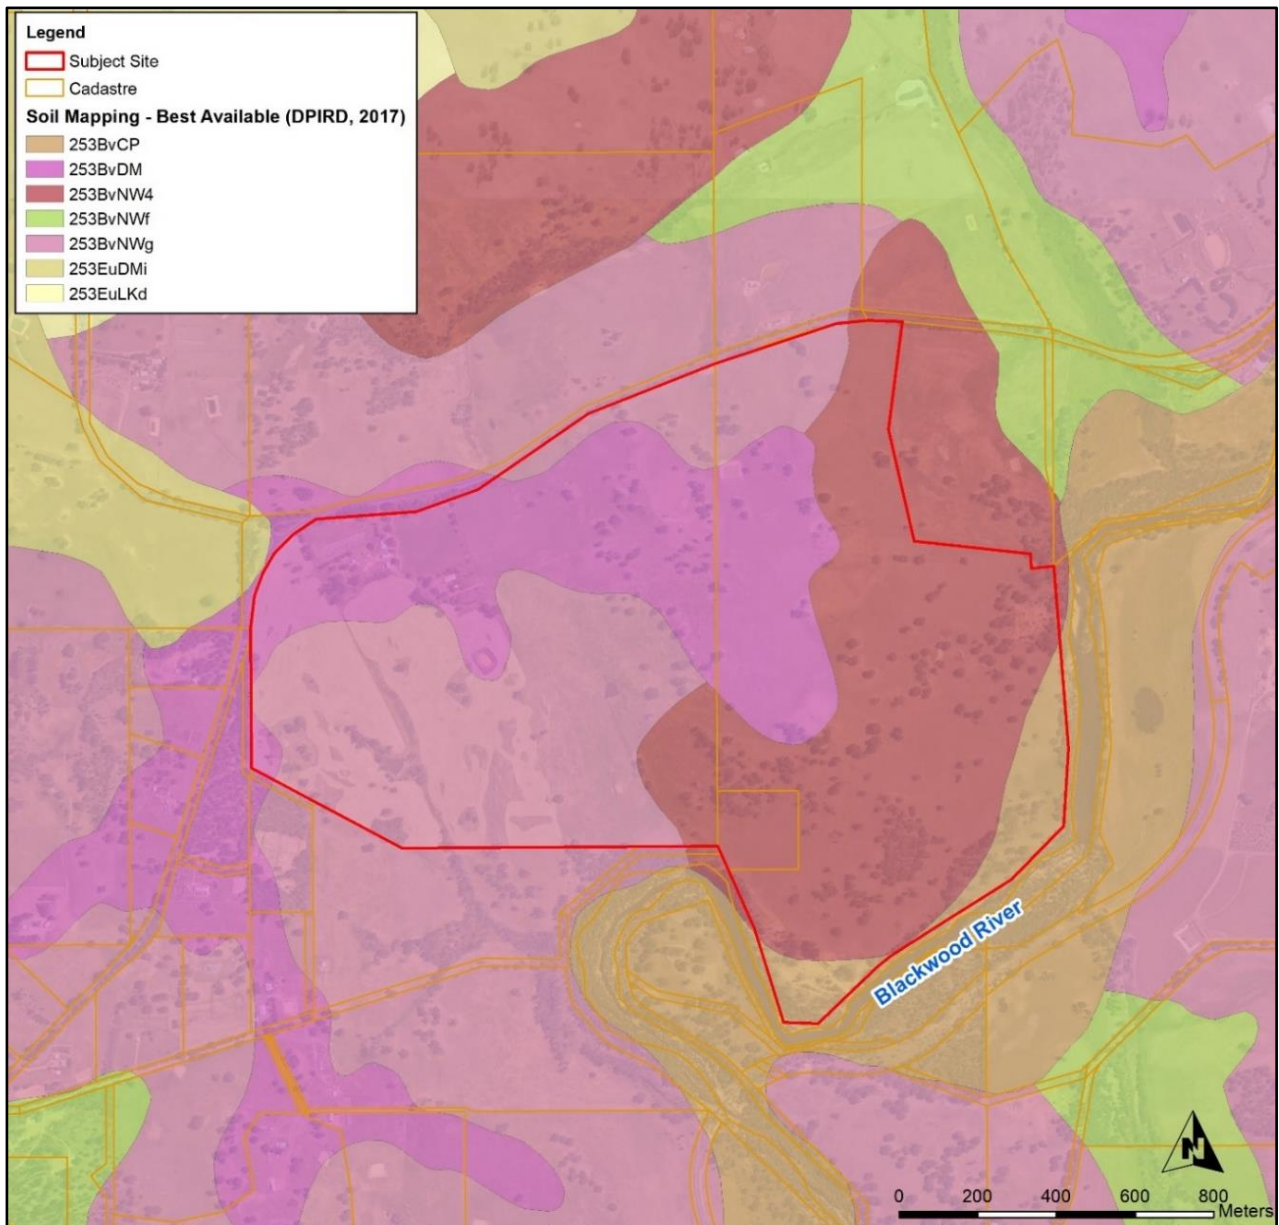 Legend
Subject Site
Cadastre
Soil Mapping - Best Available (DPIRD, 2017)
253BvCP
253BvDM
253BvNW4
253BvNWf
253BvNWg
253EuDMi
253EuLKd
Blackwood River
N
0 200 400 600 800
Meters